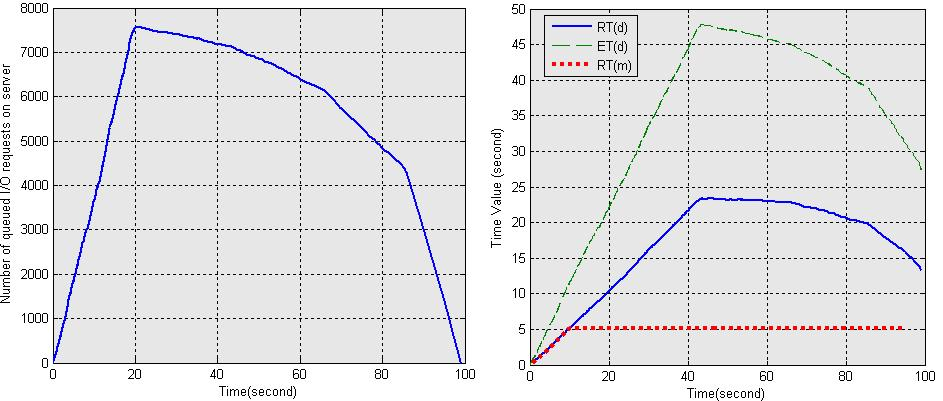 Number of queued I/O requests on server
8000
7000
6000
5000
4000
3000
2000
1000
0
0 20 40 60 80 100
Time(second)
Time Value (second)
50
45
40
35
30
25
20
15
10
5
0
0 20 40 60 80 100
Time(second)
RT(d)
ET(d)
RT(m)